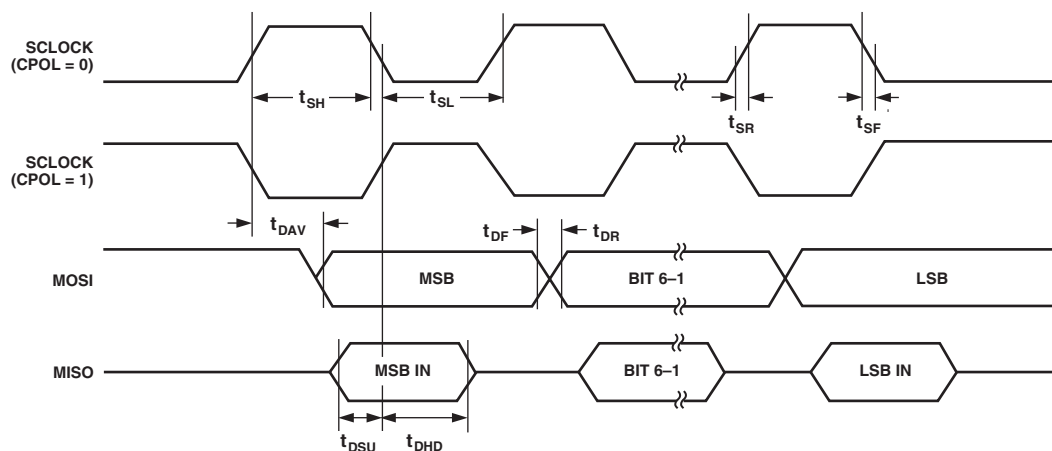 SCLOCK
(CPOL = 0)
tSH
tSL
tSR
tSF
SCLOCK
(CPOL = 1)
tDAV
tDF
tDR
MOSI
MSB
BIT 6–1
LSB
MISO
MSB IN
BIT 6–1
LSB IN
tDSU
tDHD